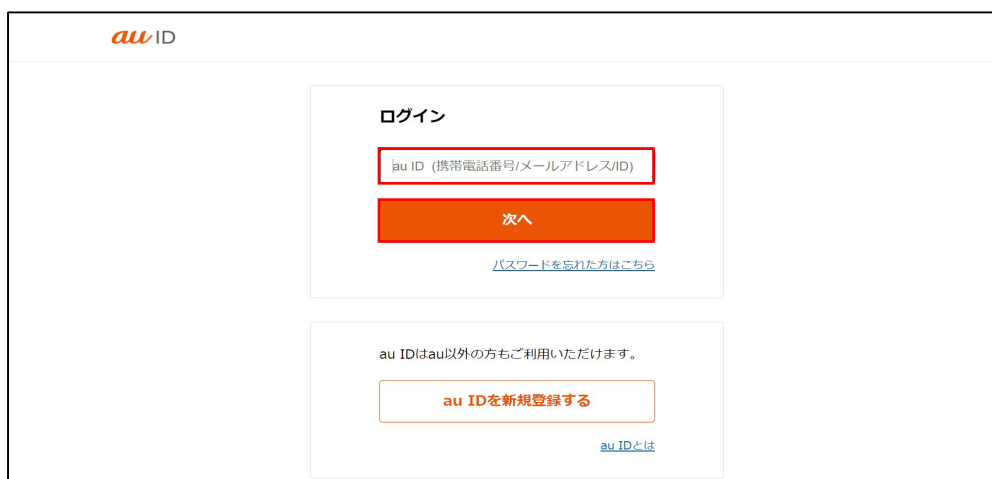 au ID
ログイン
au ID (携帯電話番号/メールアドレス/ID)
次へ
パスワードを忘れた方はこちら
au IDはau以外の方もご利用いただけます。
au IDを新規登録する
au IDとは